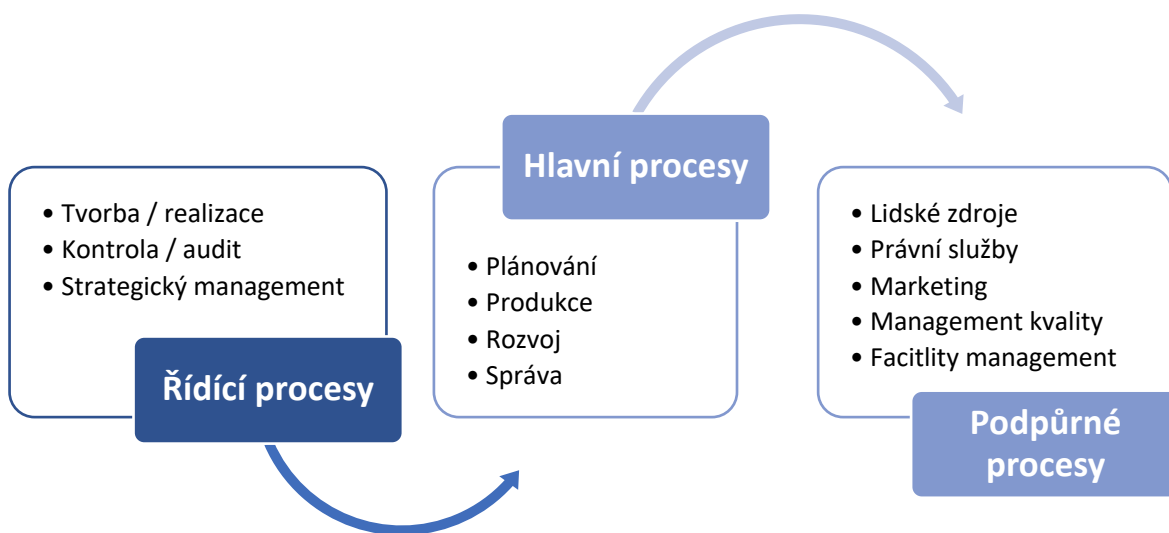 • Tvorba / realizace
• Kontrola / audit
• Strategický management
Řídící procesy
Hlavní procesy
• Plánování
• Produkce
• Rozvoj
• Správa
• Lidské zdroje
• Právní služby
• Marketing
• Management kvality
• Facitlity management
Podpůrné
procesy